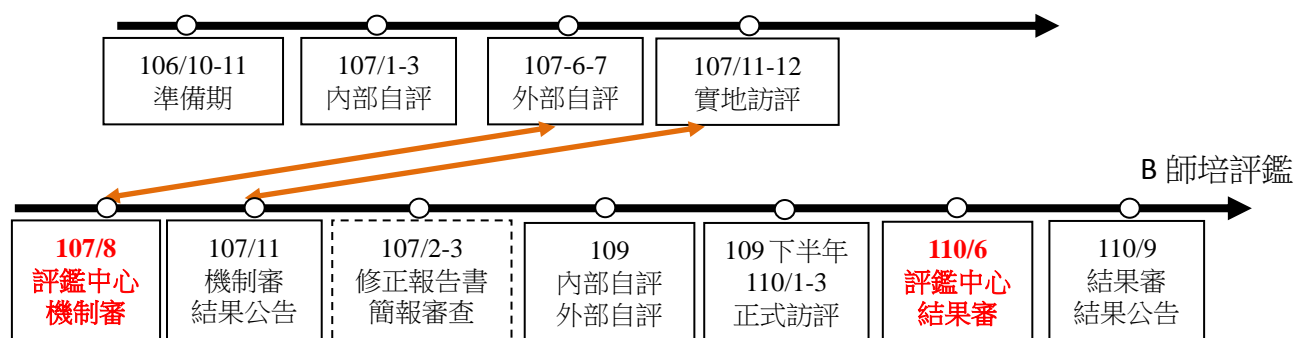 106/10-11
準備期
107/1-3
內部自評
107-6-7
外部自評
107/11-12
實地訪評
B 師培評鑑
107/8
評鑑中心
機制審
107/11
機制審
結果公告
107/2-3
修正報告書
簡報審查
109
內部自評
外部自評
109 下半年
110/1-3
正式訪評
110/6
評鑑中心
結果審
110/9
結果審
結果公告